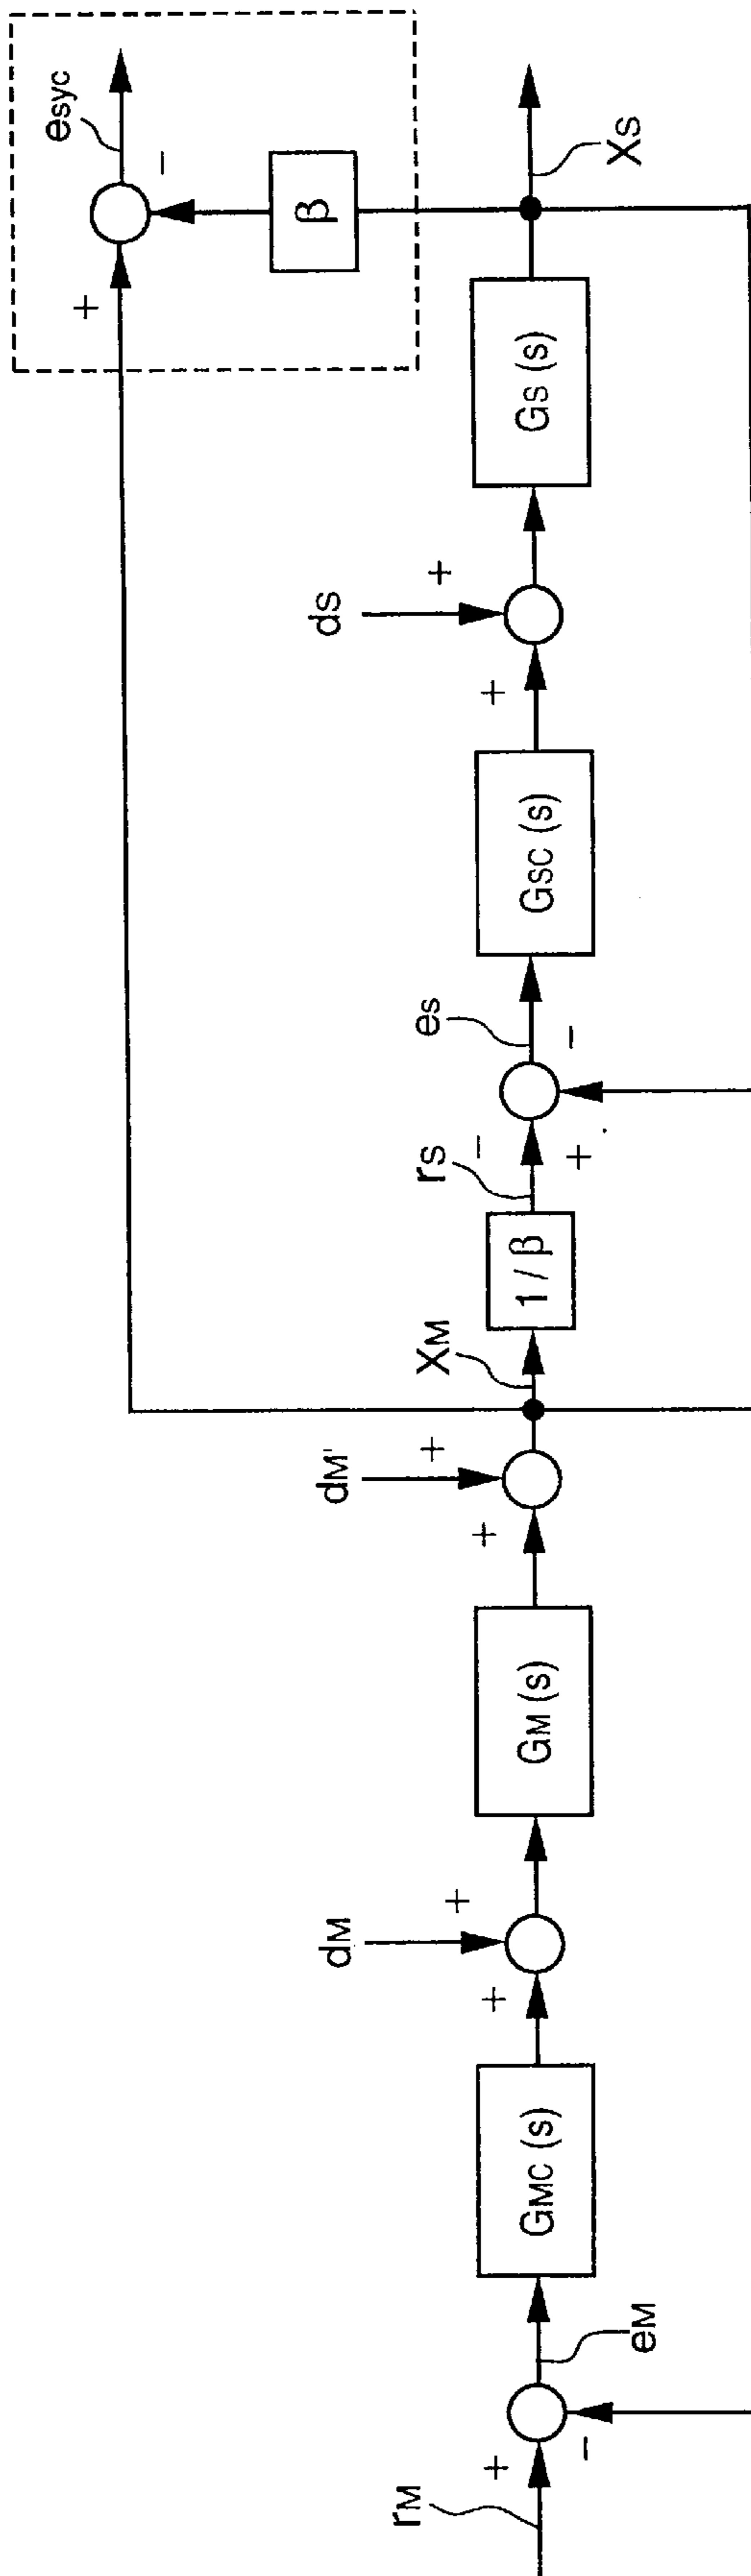 rM
+
−
eM
GMC (s)
+
dM
+
GM (s)
+
dM'
+
XM
1 / β
rS
−
+
eS
−
GSC (s)
+
dS
+
GS (s)
XS
β
+
−
esyc